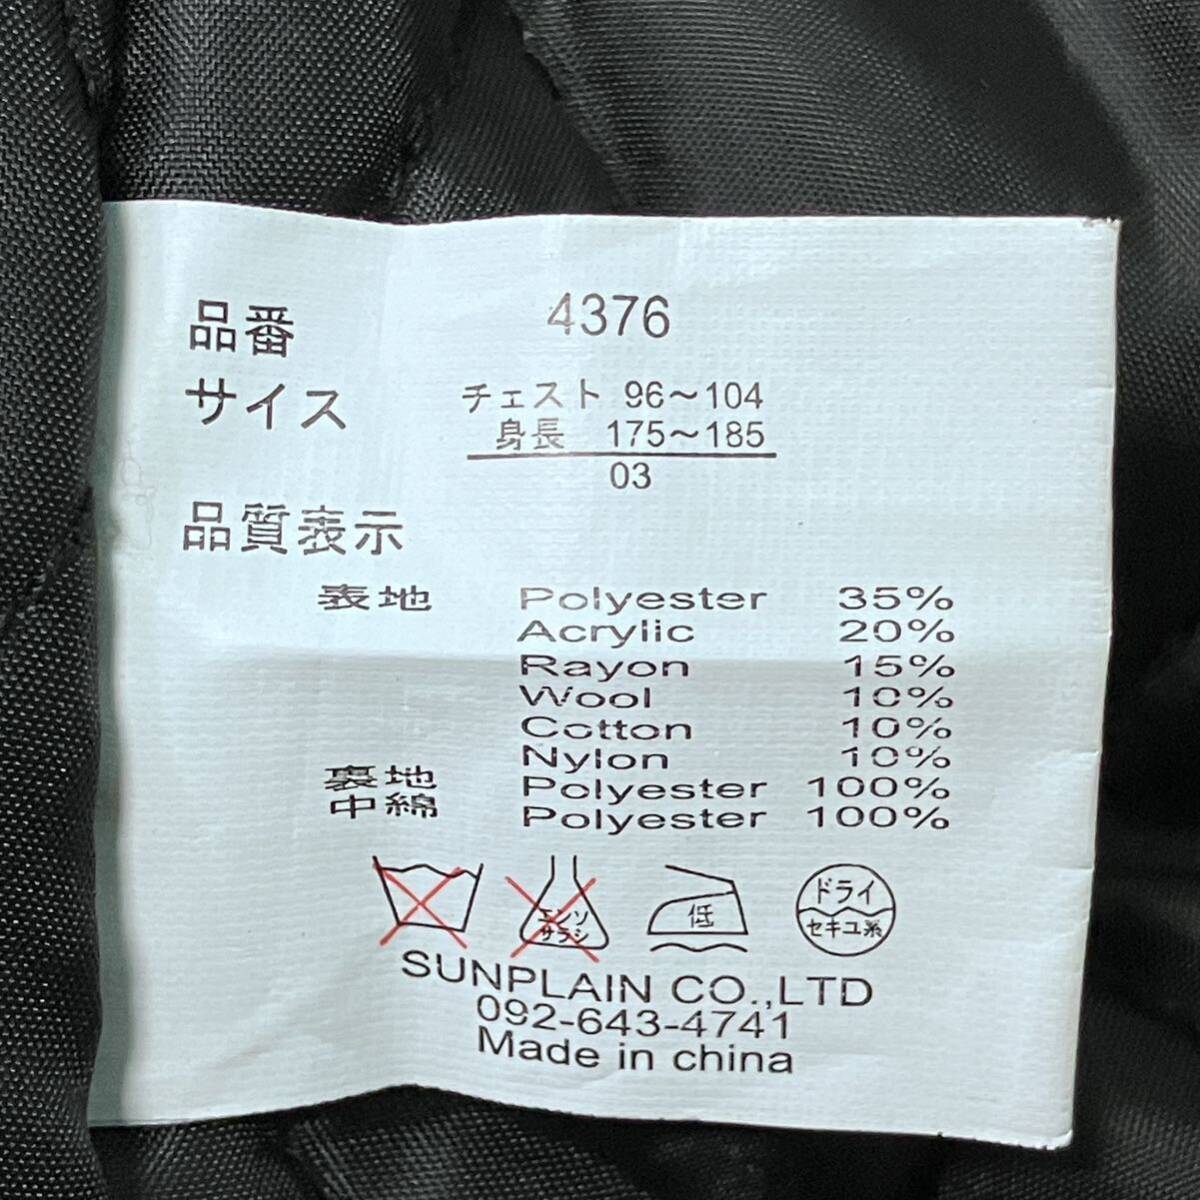 品番 4376
サイズ チェスト 96～104
身長 175～185
03
品質表示
表地 Polyester 35%
Acrylic 20%
Rayon 15%
Wool 10%
Cotton 10%
Nylon 10%
裏地 Polyester 100%
中綿 Polyester 100%
エンソ
サラシ
低
ドライ
セキユ系
SUNPLAIN CO.,LTD
092-643-4741
Made in china